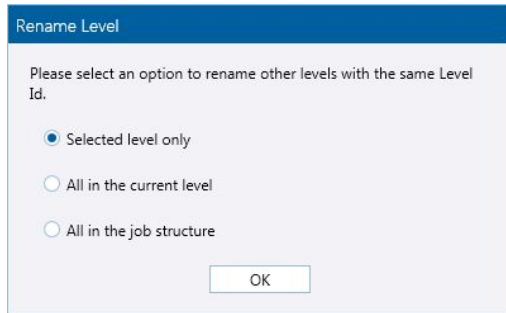 Rename Level
Please select an option to rename other levels with the same Level
Id.
Selected level only
All in the current level
All in the job structure
OK